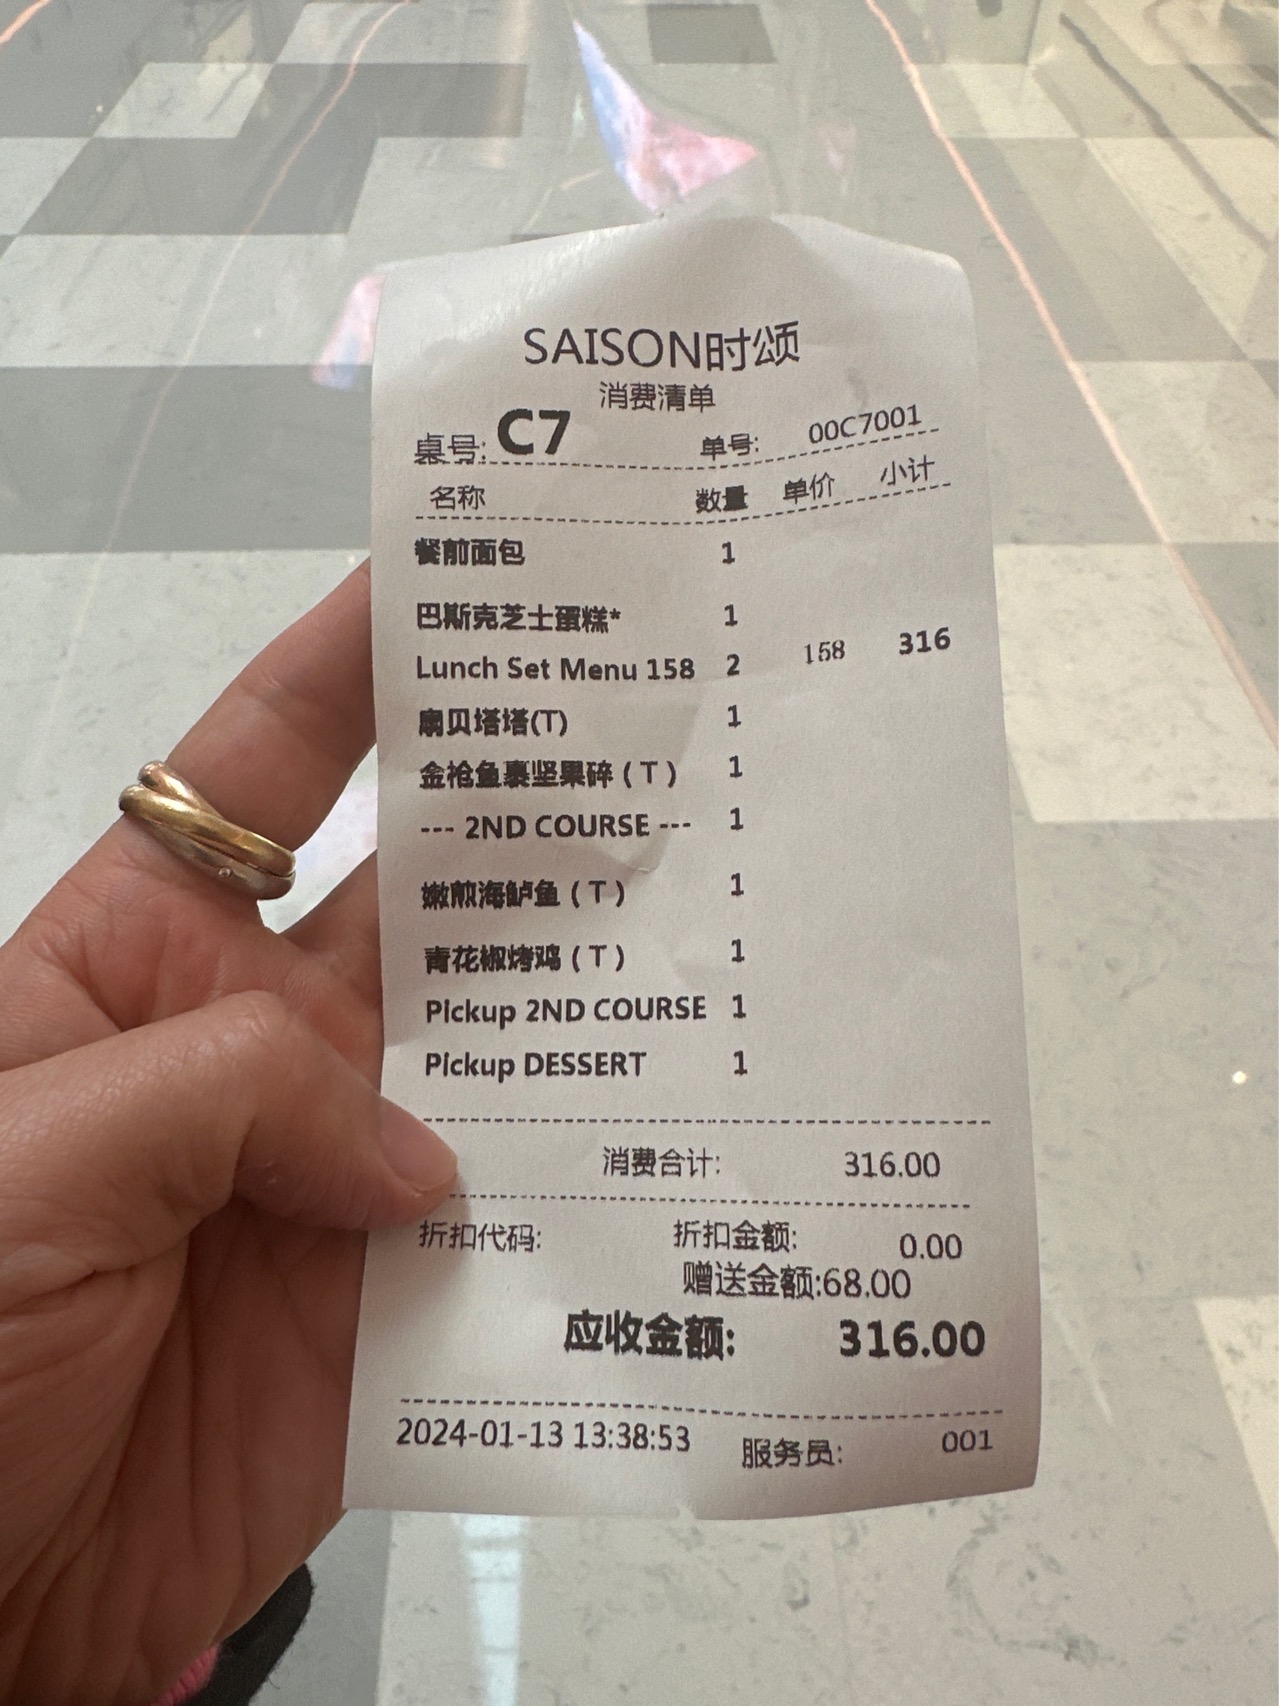 SAISON时颂
消费清单
桌号: C7 单号: 00C7001
名称 数量 单价 小计
餐前面包 1
巴斯克芝士蛋糕* 1
Lunch Set Menu 158 2 158 316
扇贝塔塔(T) 1
金枪鱼裹坚果碎(T) 1
--- 2ND COURSE --- 1
嫩煎海鲈鱼(T) 1
青花椒烤鸡(T) 1
Pickup 2ND COURSE 1
Pickup DESSERT 1
消费合计: 316.00
折扣代码: 折扣金额: 0.00
赠送金额:68.00
应收金额: 316.00
2024-01-13 13:38:53 服务员: 001